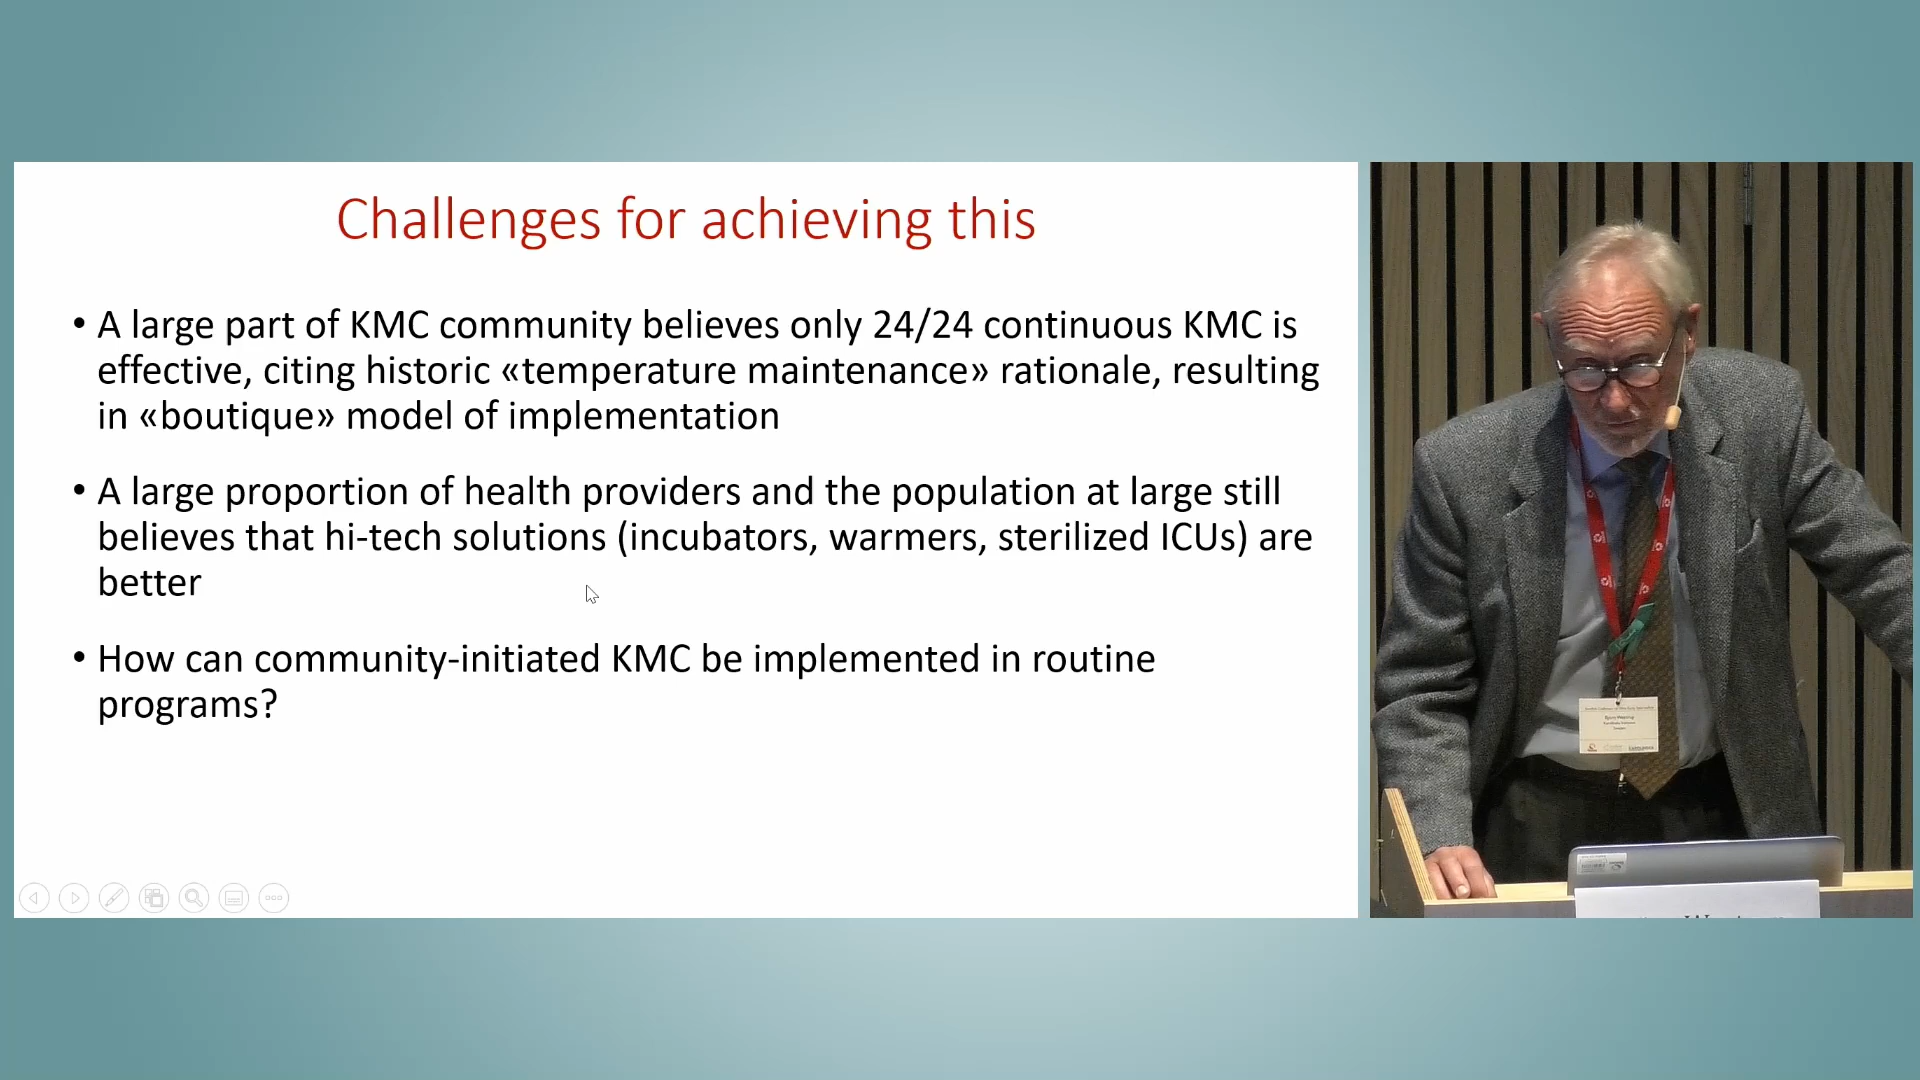 Challenges for achieving this
• A large part of KMC community believes only 24/24 continuous KMC is
effective, citing historic «temperature maintenance» rationale, resulting
in «boutique» model of implementation
• A large proportion of health providers and the population at large still
believes that hi-tech solutions (incubators, warmers, sterilized ICUs) are
better
• How can community-initiated KMC be implemented in routine
programs?